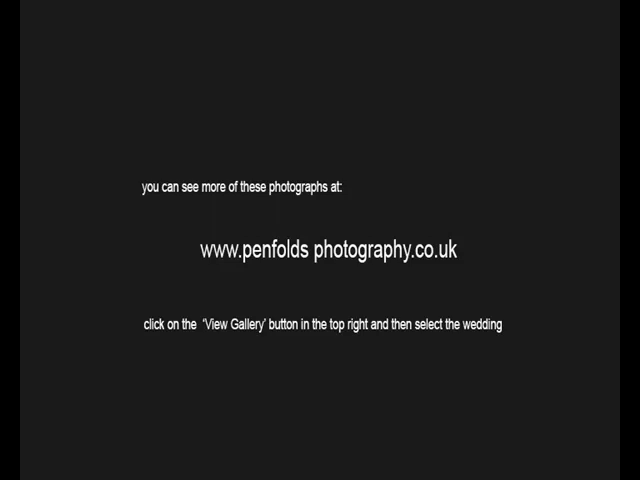 you can see more of these photographs at:
www.penfolds photography.co.uk
click on the  ‘View Gallery’ button in the top right and then select the wedding